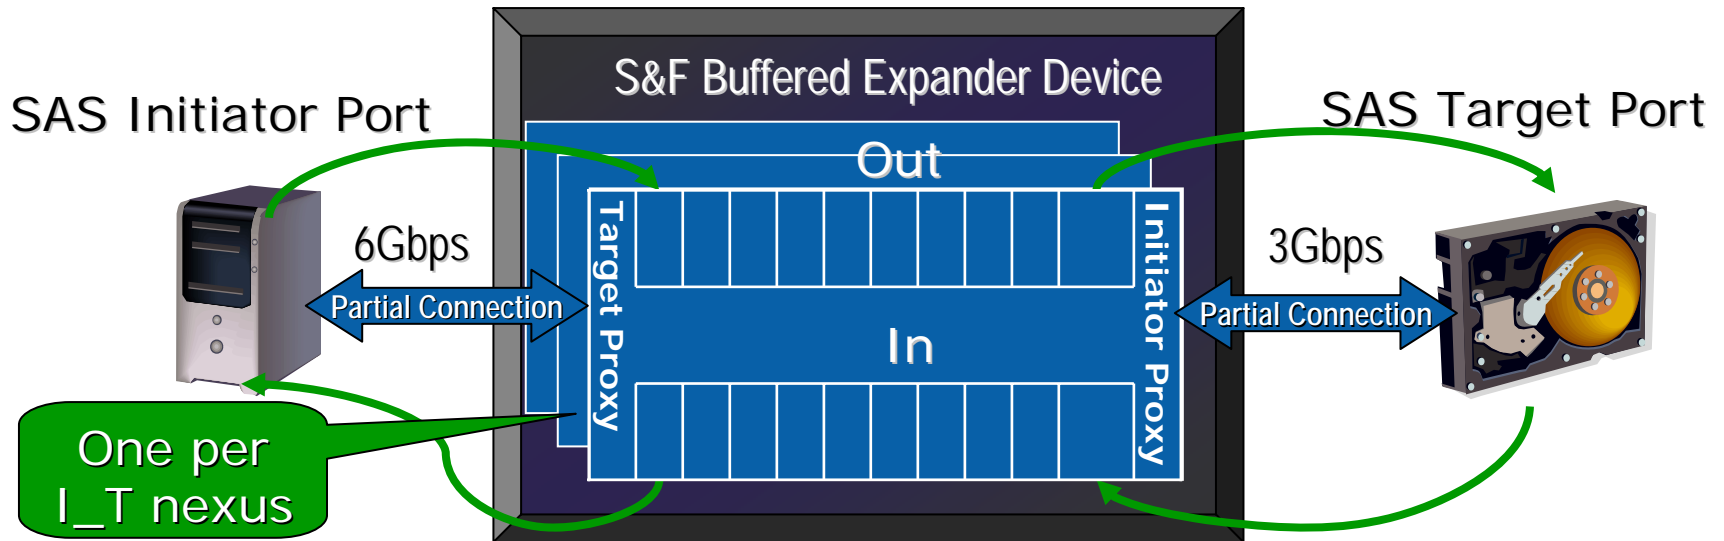 S&F Buffered Expander Device
SAS Initiator Port
SAS Target Port
Out
6Gbps
3Gbps
Target Proxy
Initiator Proxy
Partial Connection
Partial Connection
In
One per
I_T nexus